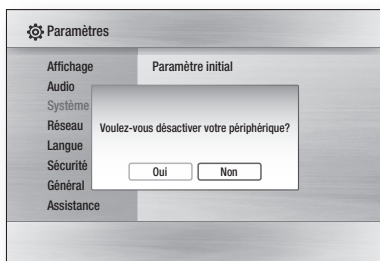 Paramètres
Affichage
Paramètre initial
Audio
Système
Réseau
Langue
Sécurité
Général
Assistance
Voulez-vous désactiver votre périphérique?
Oui
Non